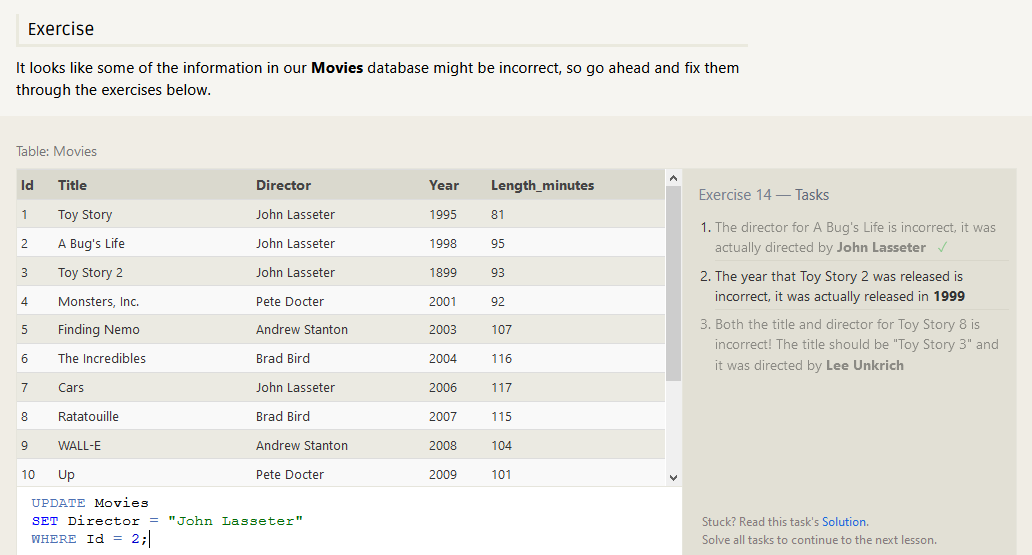 Exercise
It looks like some of the information in our Movies database might be incorrect, so go ahead and fix them
through the exercises below.
Table: Movies
Id Title Director Year Length_minutes
1 Toy Story John Lasseter 1995 81
2 A Bug's Life John Lasseter 1998 95
3 Toy Story 2 John Lasseter 1899 93
4 Monsters, Inc. Pete Docter 2001 92
5 Finding Nemo Andrew Stanton 2003 107
6 The Incredibles Brad Bird 2004 116
7 Cars John Lasseter 2006 117
8 Ratatouille Brad Bird 2007 115
9 WALL-E Andrew Stanton 2008 104
10 Up Pete Docter 2009 101
UPDATE Movies
SET Director = "John Lasseter"
WHERE Id = 2;
Exercise 14 — Tasks
1. The director for A Bug's Life is incorrect, it was
actually directed by John Lasseter ✓
2. The year that Toy Story 2 was released is
incorrect, it was actually released in 1999
3. Both the title and director for Toy Story 8 is
incorrect! The title should be "Toy Story 3" and
it was directed by Lee Unkrich
Stuck? Read this task's Solution.
Solve all tasks to continue to the next lesson.